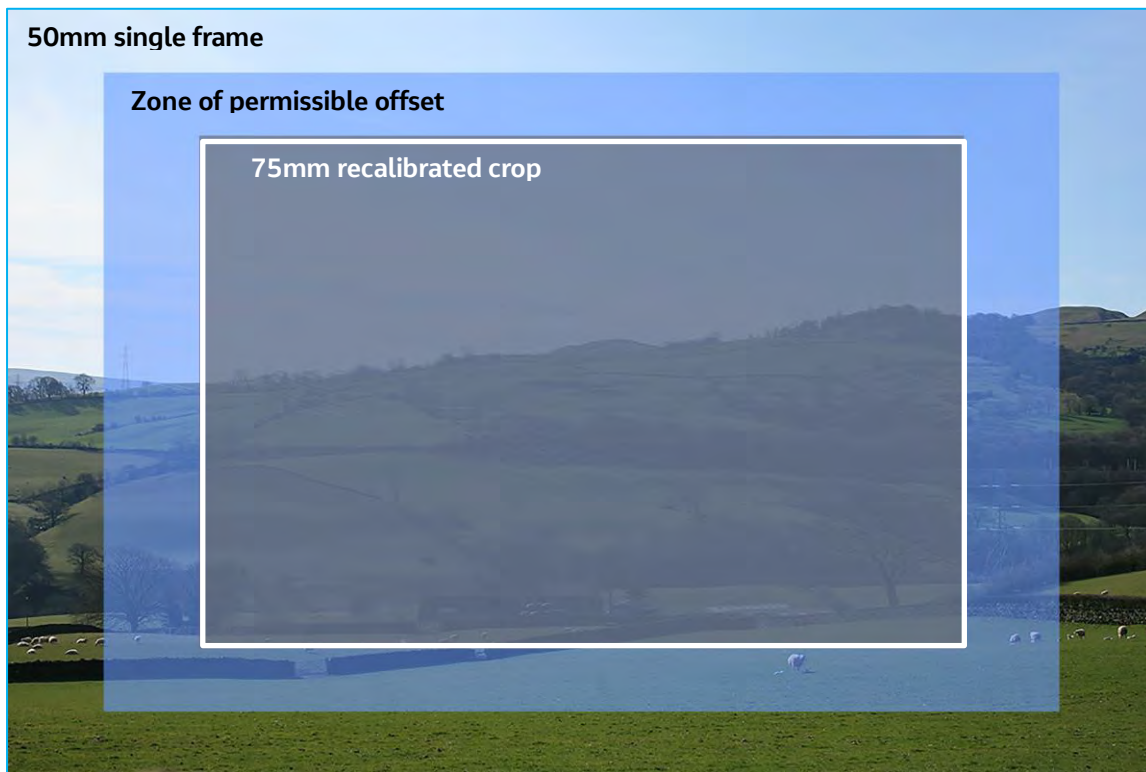 50mm single frame
Zone of permissible offset
75mm recalibrated crop